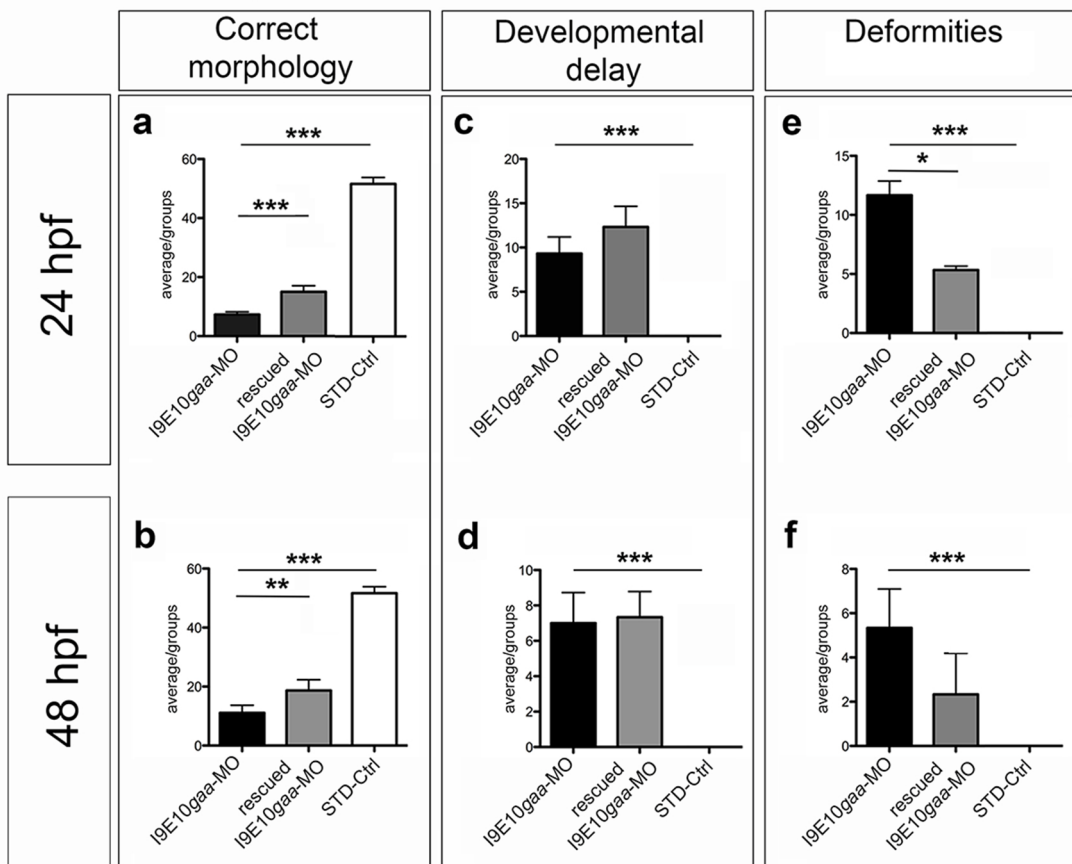 Correct
morphology
Developmental
delay
Deformities
24 hpf
a
***
***
60
40
20
0
average/groups
I9E10gaa-MO
rescued
I9E10gaa-MO
STD-Ctrl
c
***
20
15
10
5
0
average/groups
I9E10gaa-MO
rescued
I9E10gaa-MO
STD-Ctrl
e
***
*
15
10
5
0
average/groups
I9E10gaa-MO
rescued
I9E10gaa-MO
STD-Ctrl
48 hpf
b
***
**
60
40
20
0
average/groups
I9E10gaa-MO
rescued
I9E10gaa-MO
STD-Ctrl
d
***
10
8
6
4
2
0
average/groups
I9E10gaa-MO
rescued
I9E10gaa-MO
STD-Ctrl
f
***
8
6
4
2
0
average/groups
I9E10gaa-MO
rescued
I9E10gaa-MO
STD-Ctrl